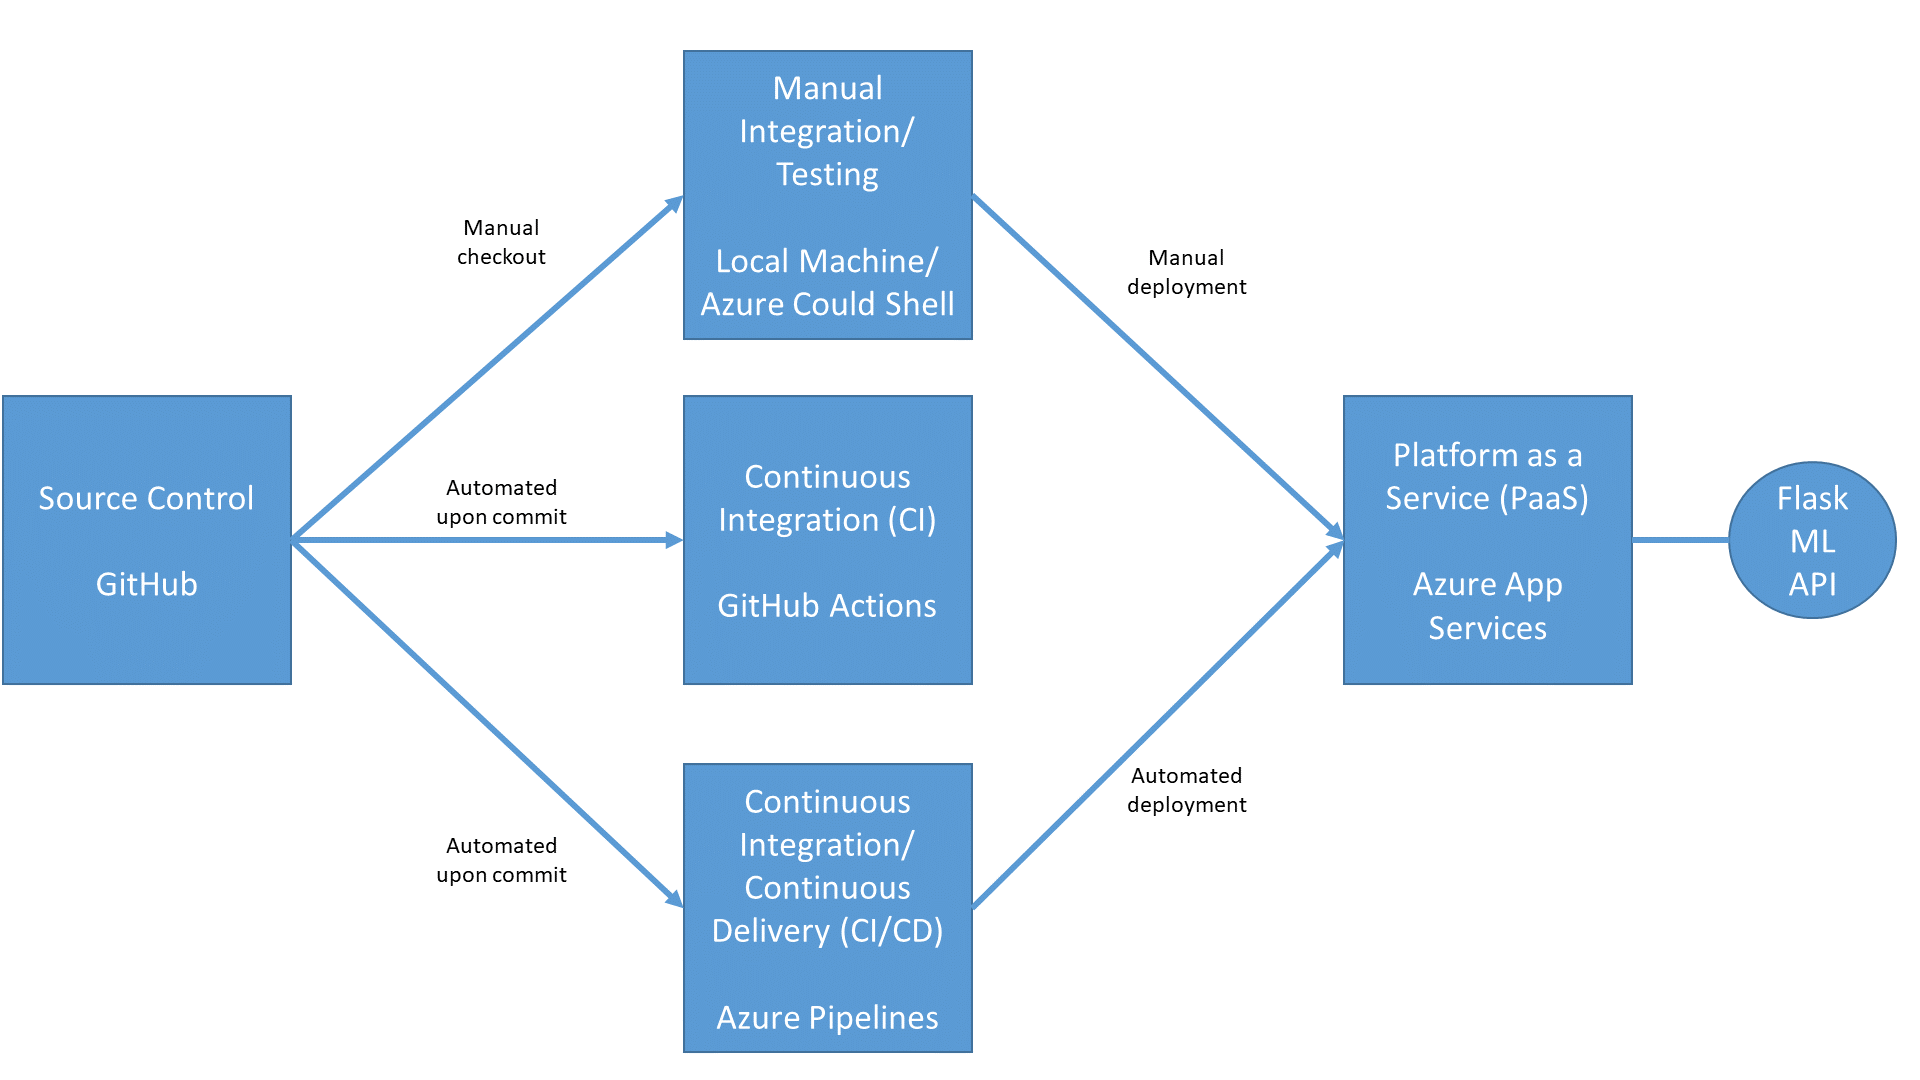 Source Control
GitHub
Manual
checkout
Automated
upon commit
Automated
upon commit
Manual
Integration/
Testing
Local Machine/
Azure Could Shell
Continuous
Integration (CI)
GitHub Actions
Continuous
Integration/
Continuous
Delivery (CI/CD)
Azure Pipelines
Manual
deployment
Automated
deployment
Platform as a
Service (PaaS)
Azure App
Services
Flask
ML
API